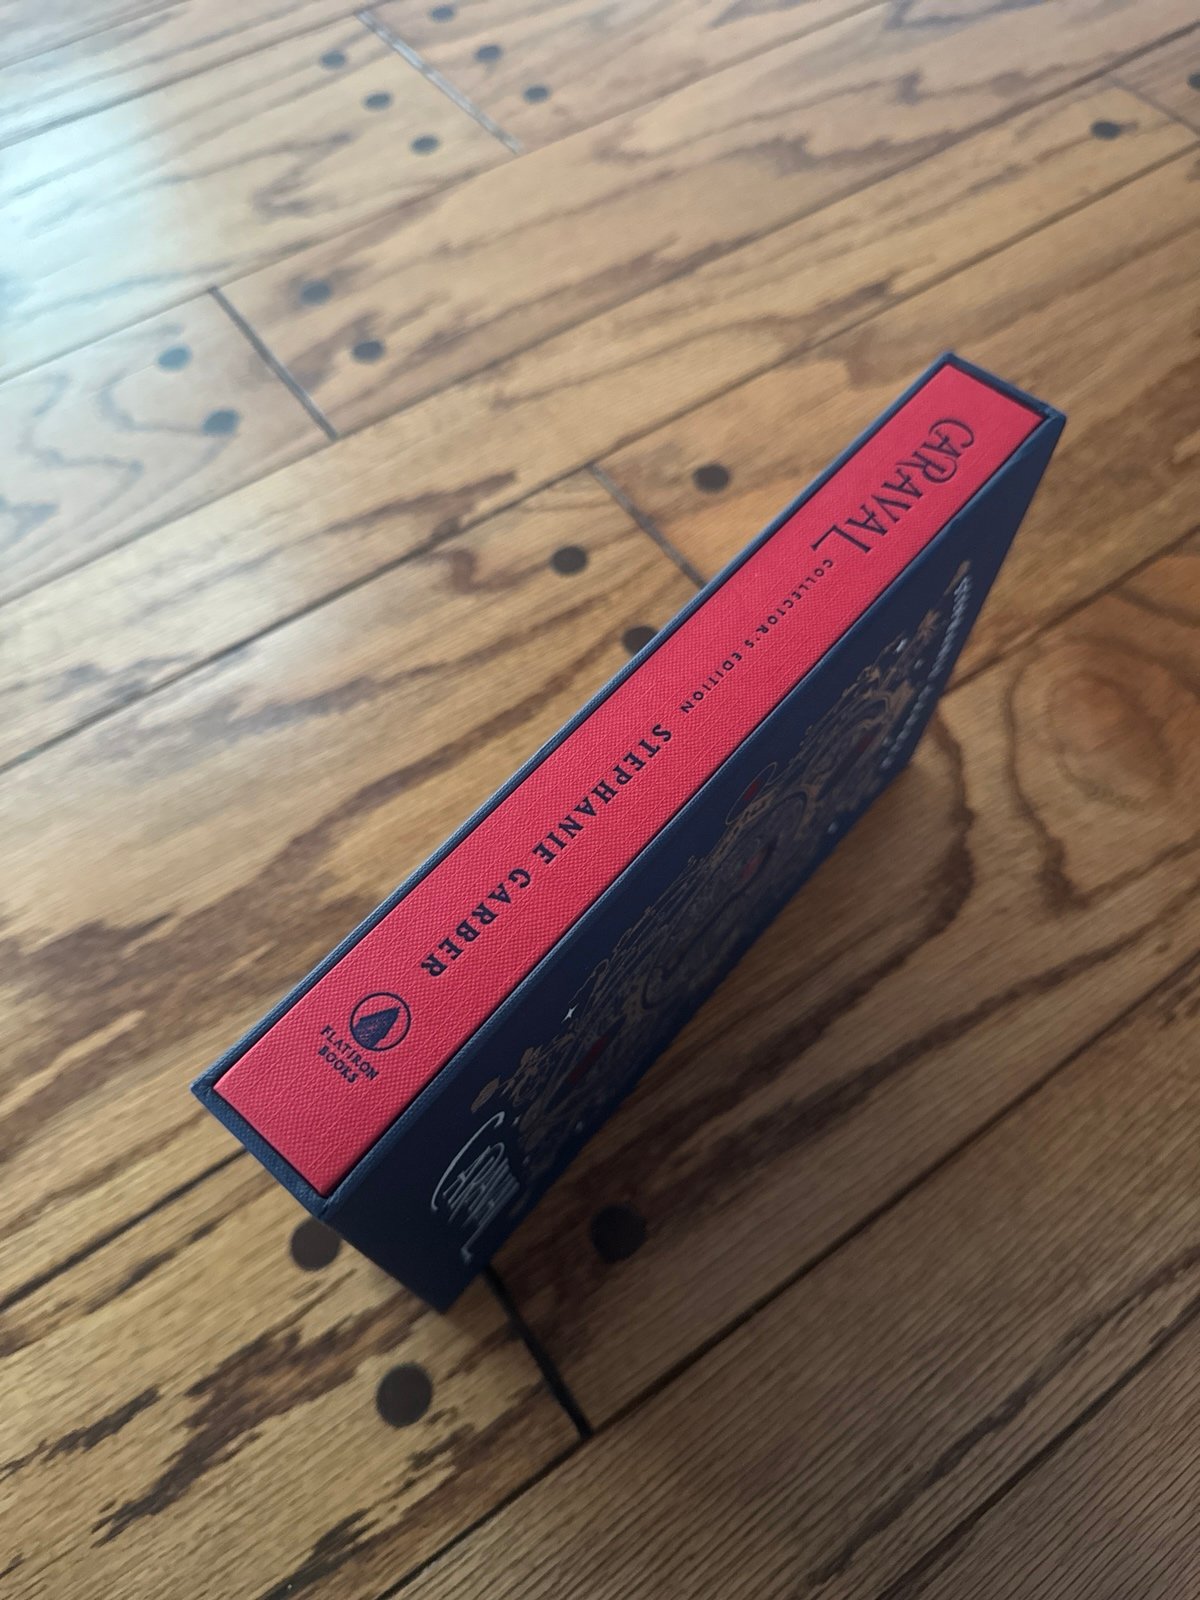 CARAVAL
COLLECTOR'S EDITION
STEPHANIE GARBER
FLATIRON
BOOKS